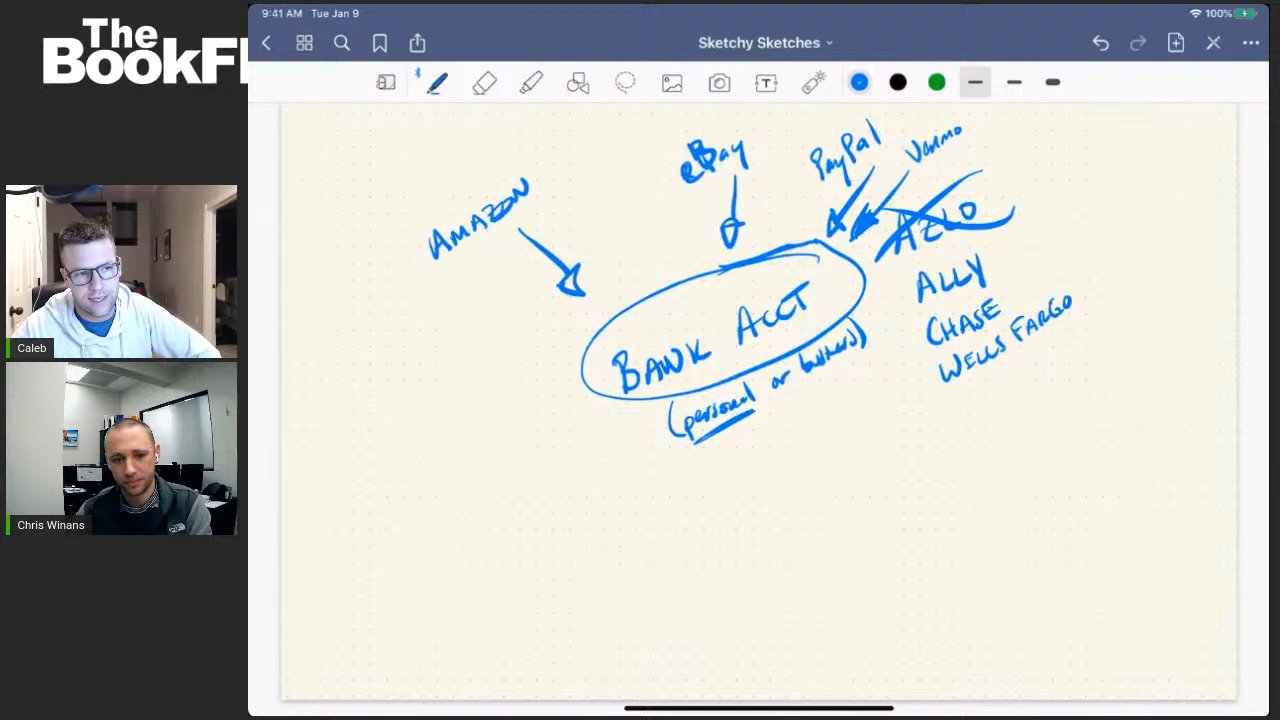 The
BookFl
9:41 AM Tue Jan 9
100%
Sketchy Sketches
T
Caleb
Chris Winans
AMAZON
eBay
PayPal
Venmo
AZLO
ALLY
CHASE
WELLS FARGO
BANK ACCT
(personal or business)